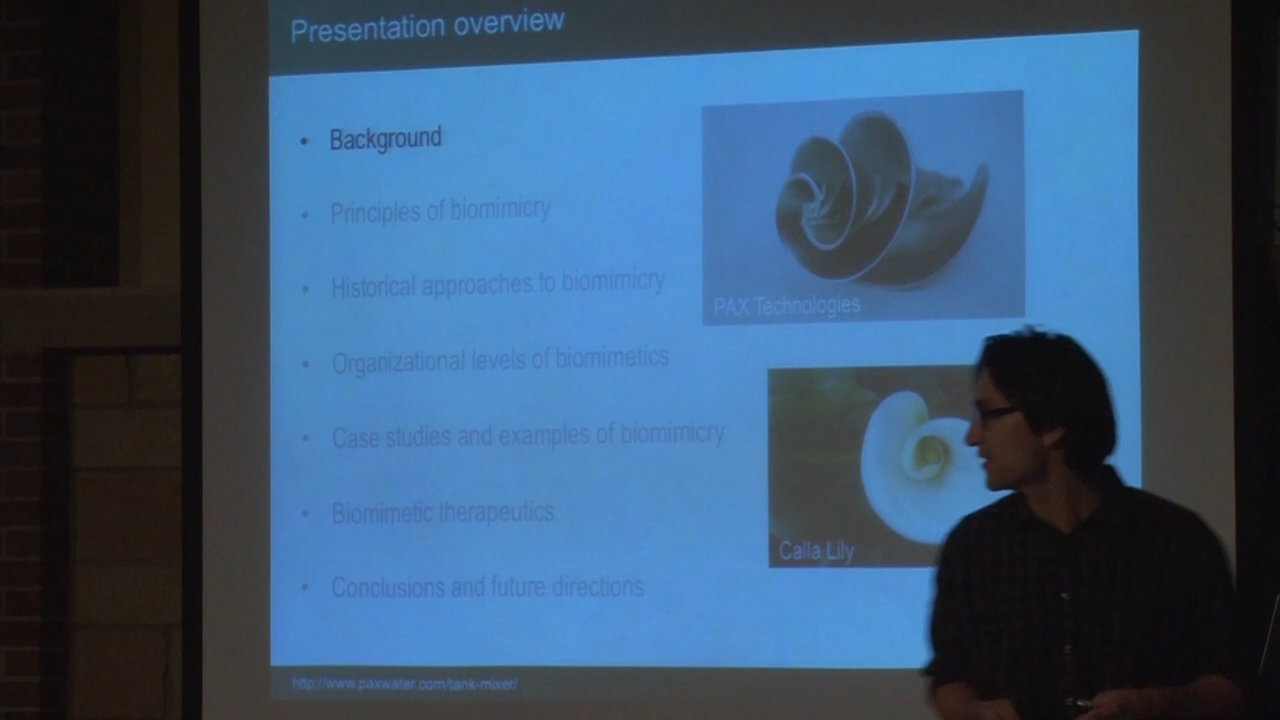 Presentation overview
• Background
• Principles of biomimicry
• Historical approaches to biomimicry
• Organizational levels of biomimetics
• Case studies and examples of biomimicry
• Biomimetic therapeutics
• Conclusions and future directions
PAX Technologies
Calla Lily
http://www.paxwater.com/tank-mixer/